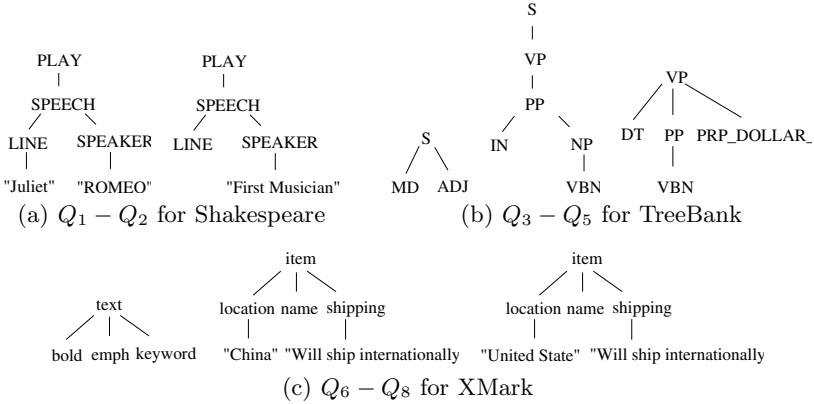 S
VP
PP
IN NP
VBN
PLAY
SPEECH
LINE SPEAKER
"Juliet" "ROMEO"
PLAY
SPEECH
LINE SPEAKER
"First Musician"
S
MD ADJ
VP
DT PP PRP_DOLLAR_
VBN
(a) Q1 − Q2 for Shakespeare
(b) Q3 − Q5 for TreeBank
text
bold emph keyword
item
location name shipping
"China" "Will ship internationally
item
location name shipping
"United State" "Will ship internationally
(c) Q6 − Q8 for XMark